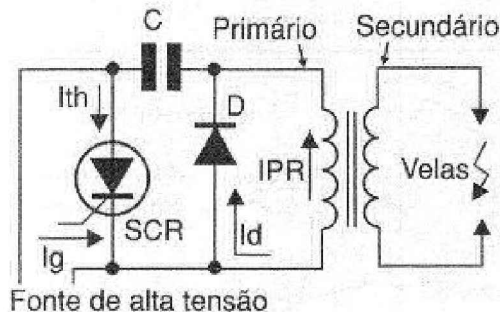 C
Primário
Secundário
Ith
D
IPR
Velas
SCR
Id
Ig
Fonte de alta tensão